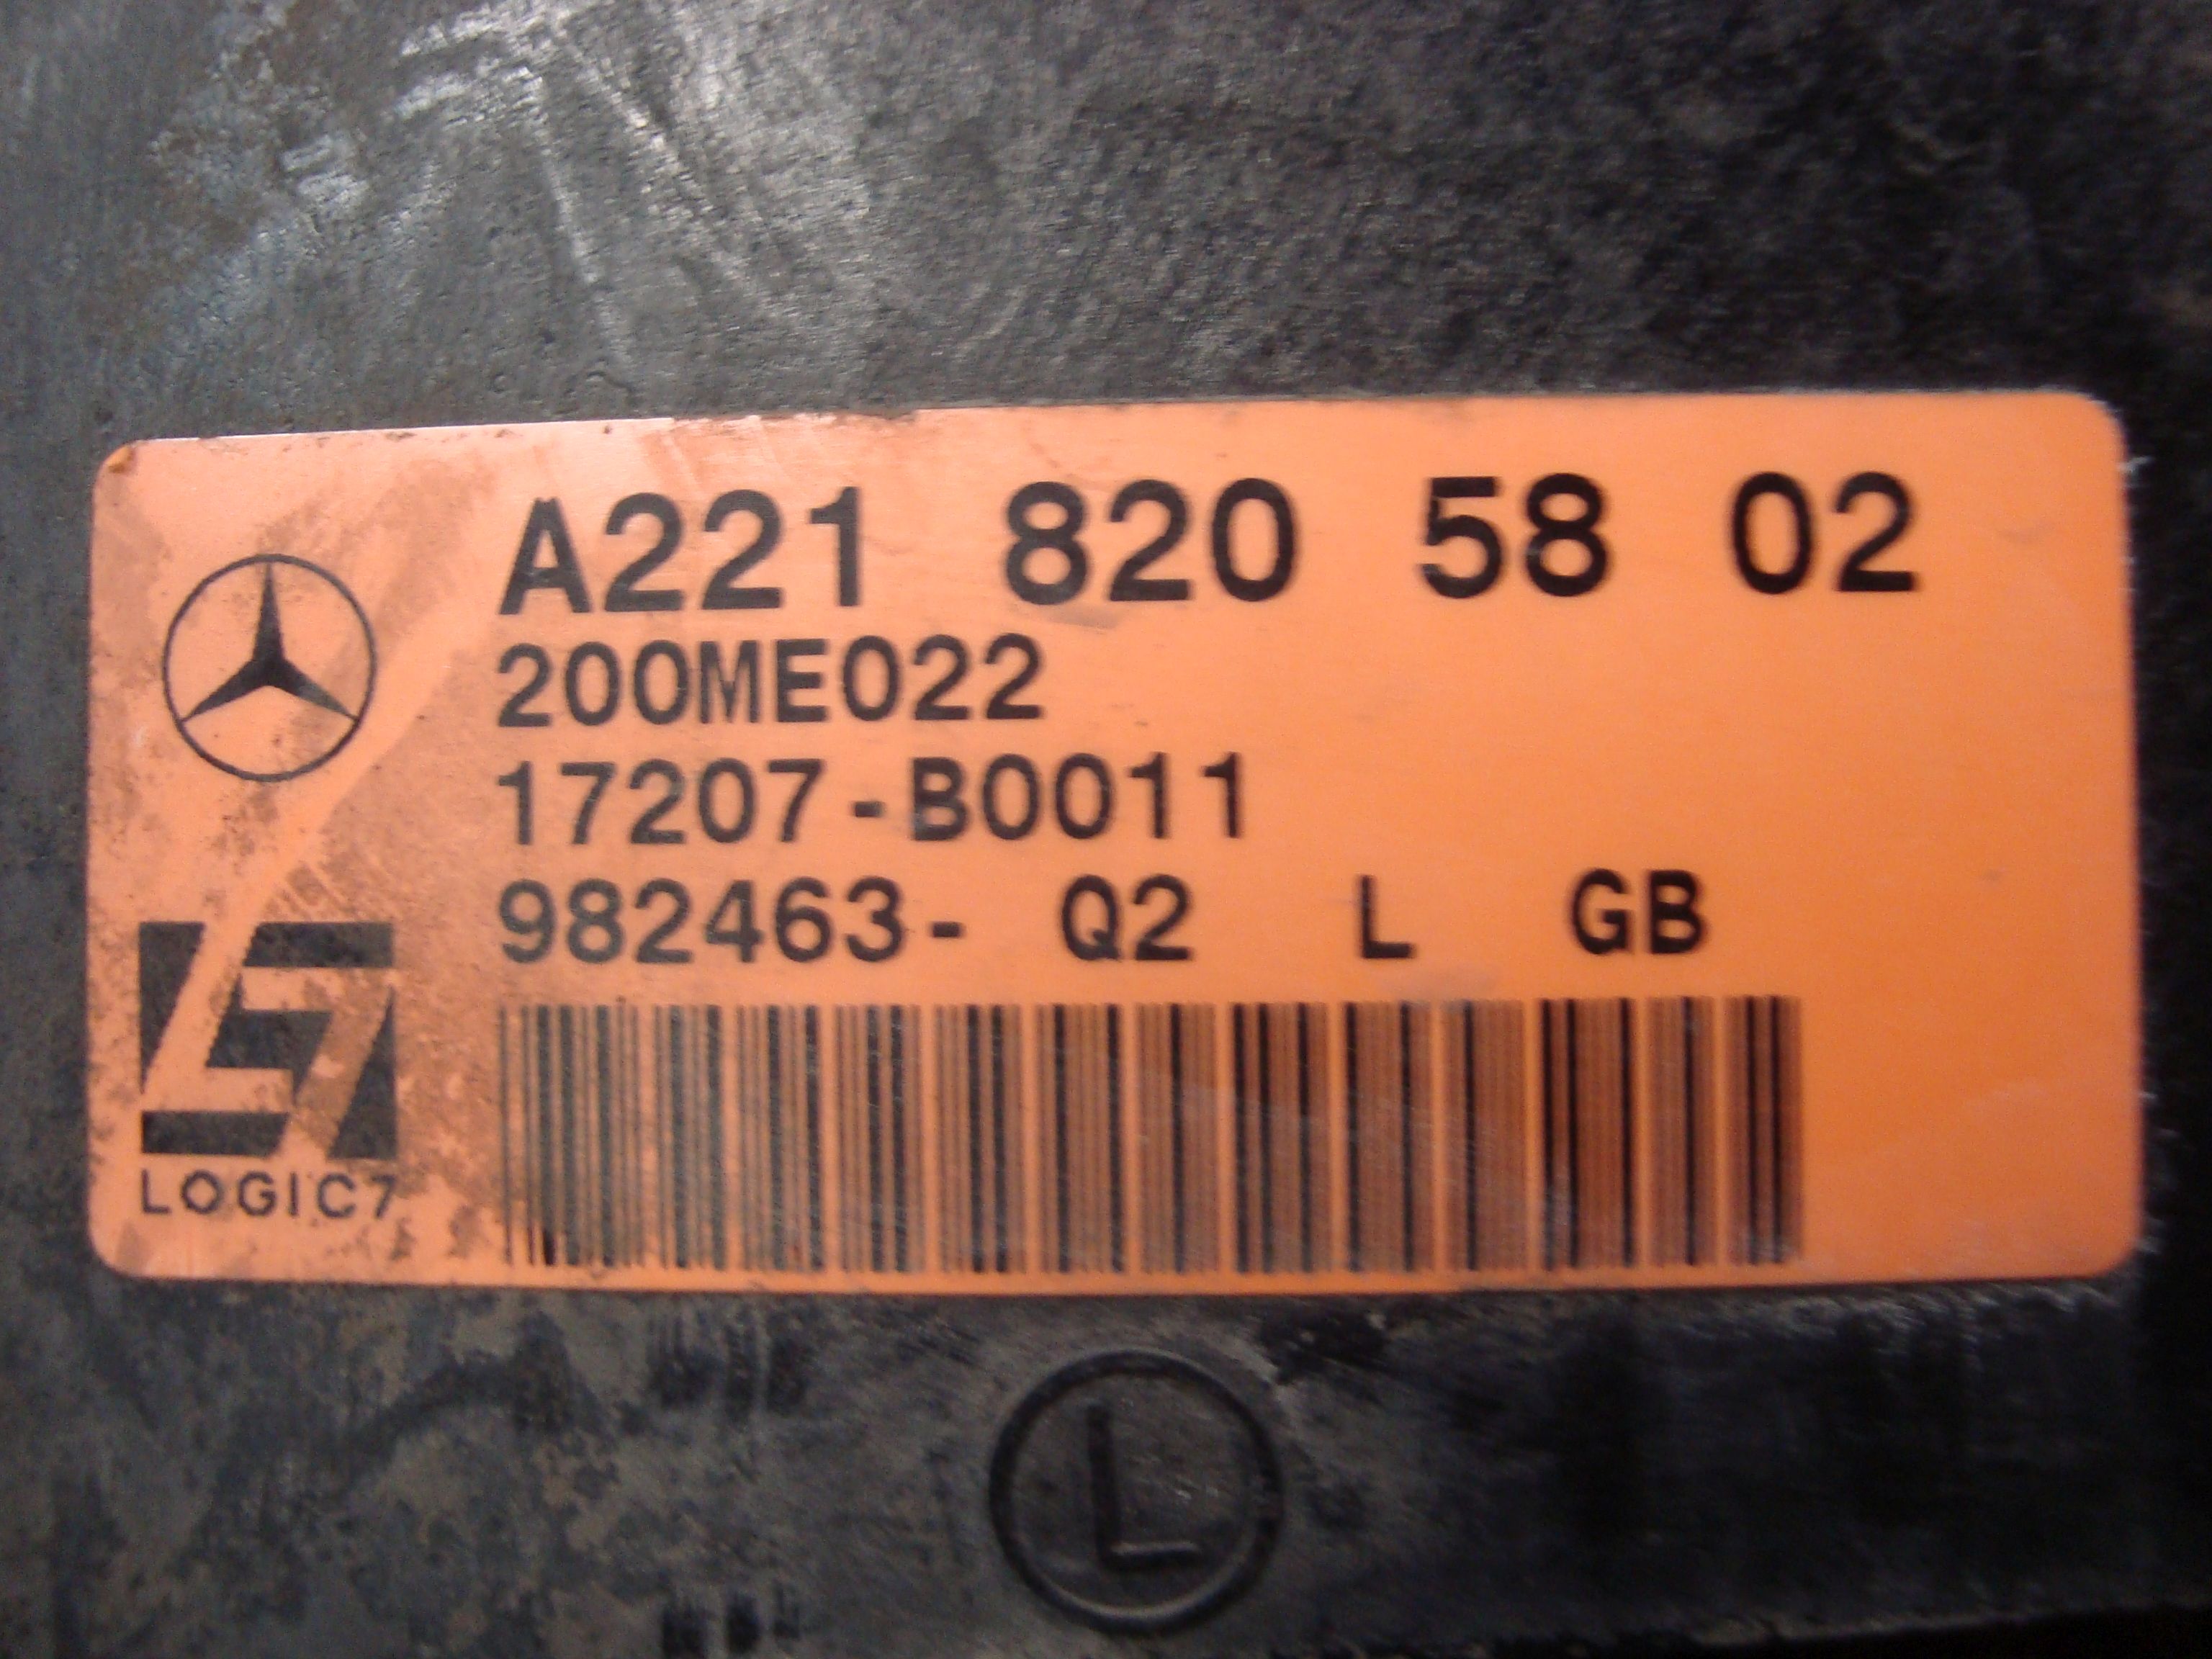 A221 820 58 02
200ME022
17207-B0011
982463- Q2 L GB
LOGIC7
L